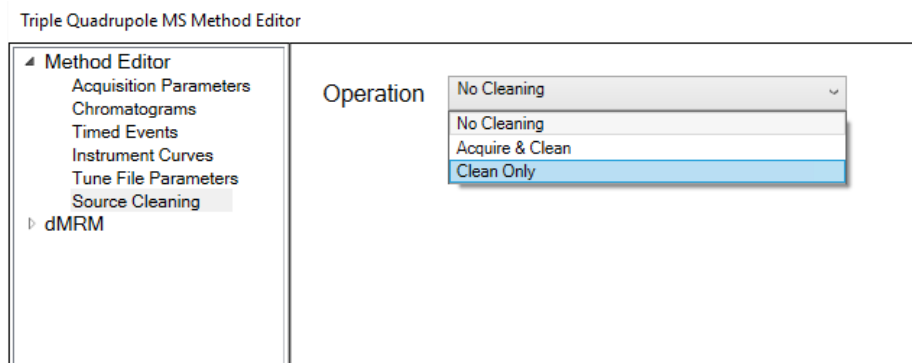 Triple Quadrupole MS Method Editor
Method Editor
Acquisition Parameters
Chromatograms
Timed Events
Instrument Curves
Tune File Parameters
Source Cleaning
dMRM
Operation
No Cleaning
No Cleaning
Acquire & Clean
Clean Only